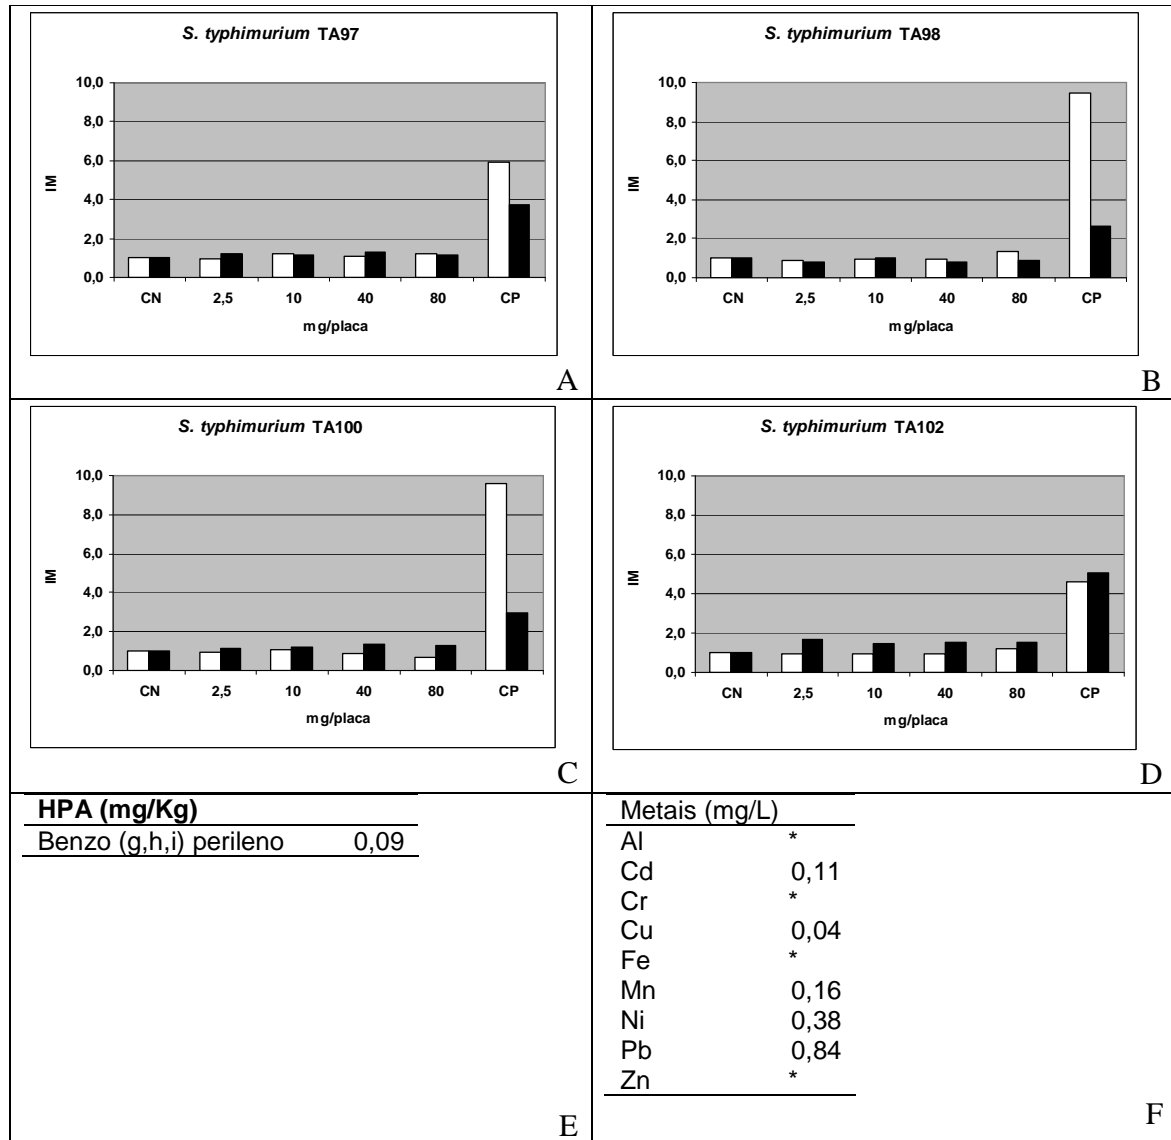 S. typhimurium TA97
10,0
8,0
6,0
4,0
2,0
0,0
IM
CN 2,5 10 40 80 CP
mg/placa
A
S. typhimurium TA98
10,0
8,0
6,0
4,0
2,0
0,0
IM
CN 2,5 10 40 80 CP
mg/placa
B
S. typhimurium TA100
10,0
8,0
6,0
4,0
2,0
0,0
IM
CN 2,5 10 40 80 CP
mg/placa
C
S. typhimurium TA102
10,0
8,0
6,0
4,0
2,0
0,0
IM
CN 2,5 10 40 80 CP
mg/placa
D
HPA (mg/Kg)
Benzo (g,h,i) perileno 0,09
E
Metais (mg/L)
Al *
Cd 0,11
Cr *
Cu 0,04
Fe *
Mn 0,16
Ni 0,38
Pb 0,84
Zn *
F